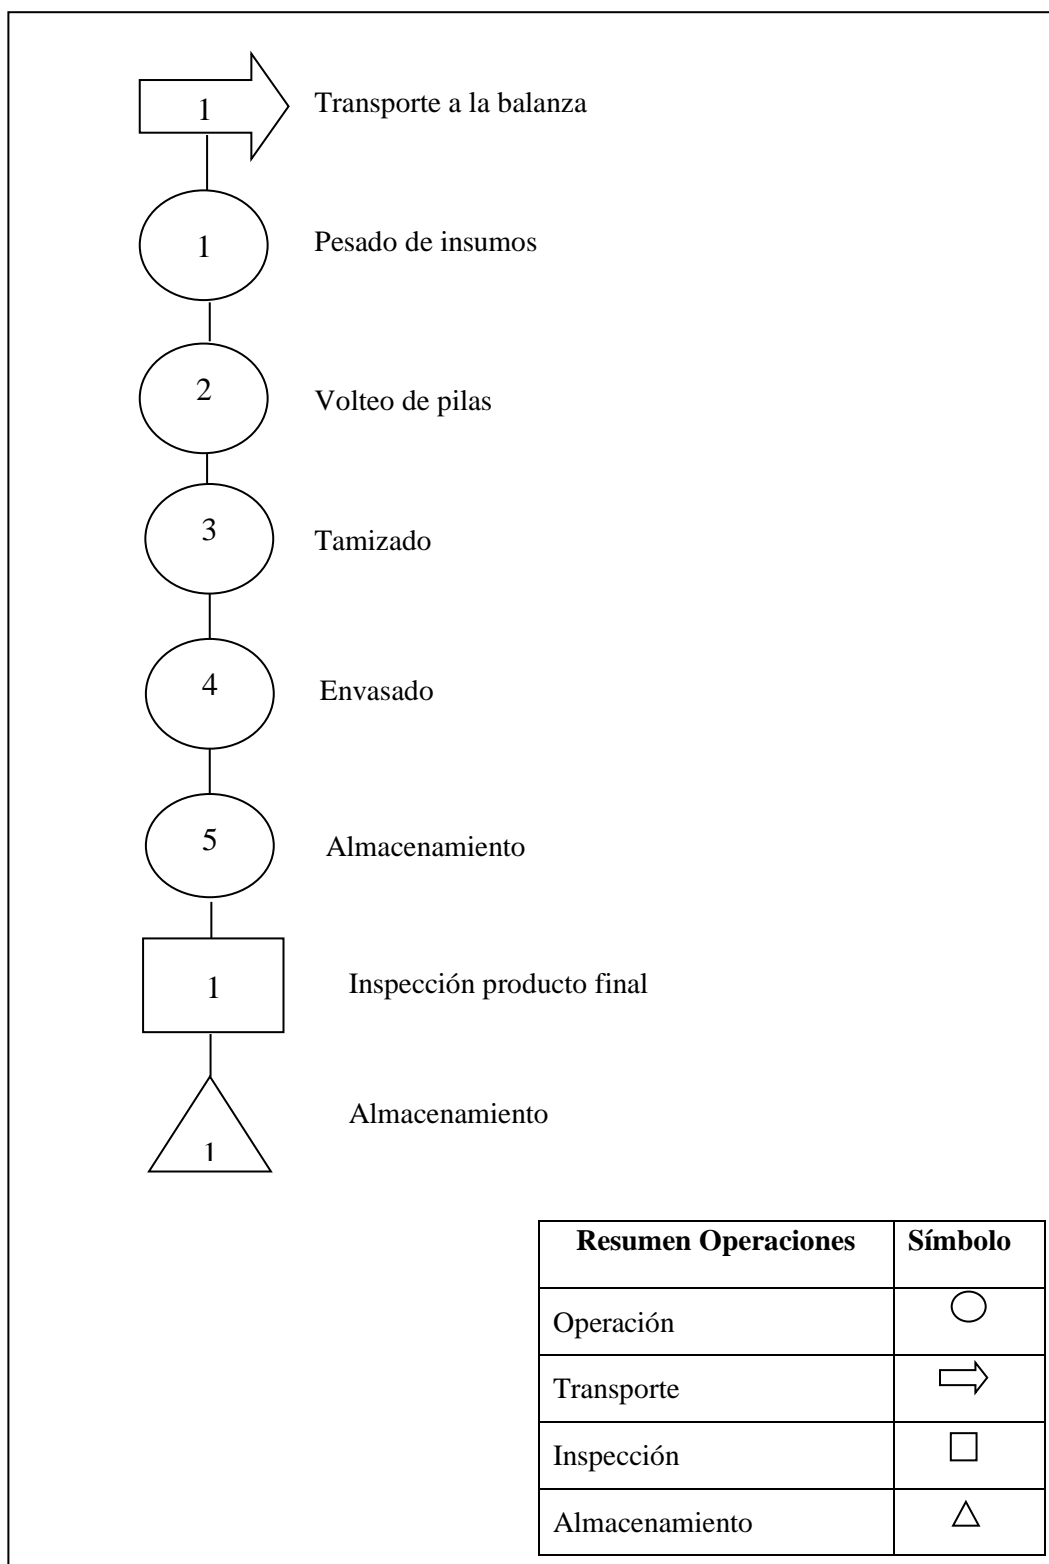 1 Transporte a la balanza
1 Pesado de insumos
2 Volteo de pilas
3 Tamizado
4 Envasado
5 Almacenamiento
1 Inspección producto final
1 Almacenamiento
Resumen Operaciones Símbolo
Operación
Transporte
Inspección
Almacenamiento